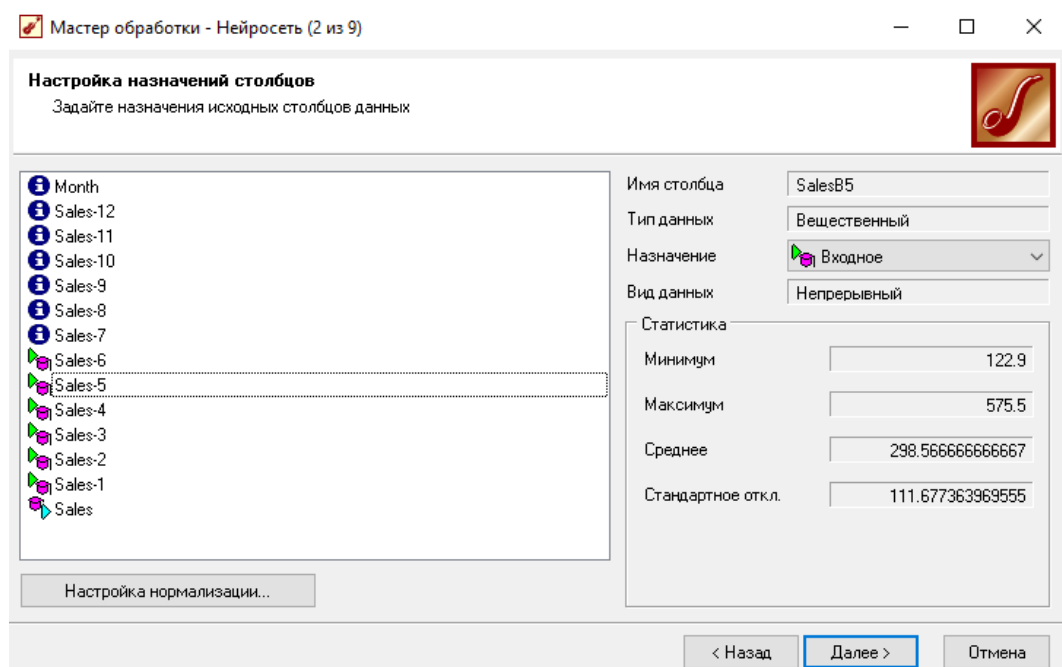 Мастер обработки - Нейросеть (2 из 9)
Настройка назначений столбцов
Задайте назначения исходных столбцов данных
Month
Sales-12
Sales-11
Sales-10
Sales-9
Sales-8
Sales-7
Sales-6
Sales-5
Sales-4
Sales-3
Sales-2
Sales-1
Sales
Настройка нормализации...
Имя столбца SalesB5
Тип данных Вещественный
Назначение Входное
Вид данных Непрерывный
Статистика
Минимум 122.9
Максимум 575.5
Среднее 298.566666666667
Стандартное откл. 111.677363969555
< Назад Далее > Отмена